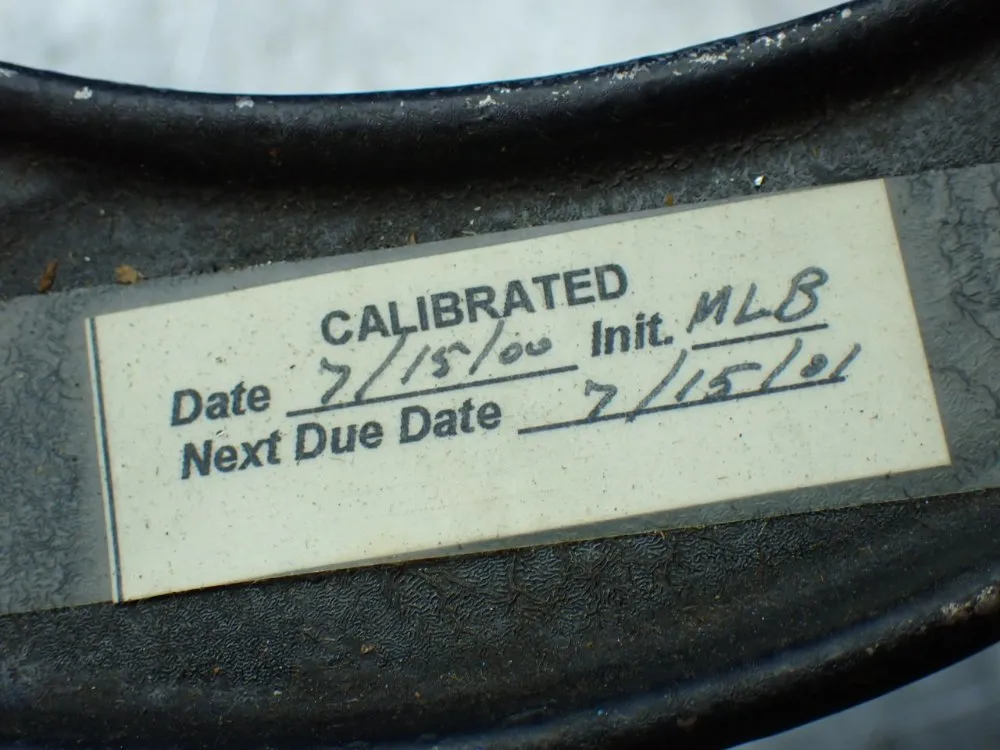 CALIBRATED
Date 7/15/00 Init. MLB
Next Due Date 7/15/01